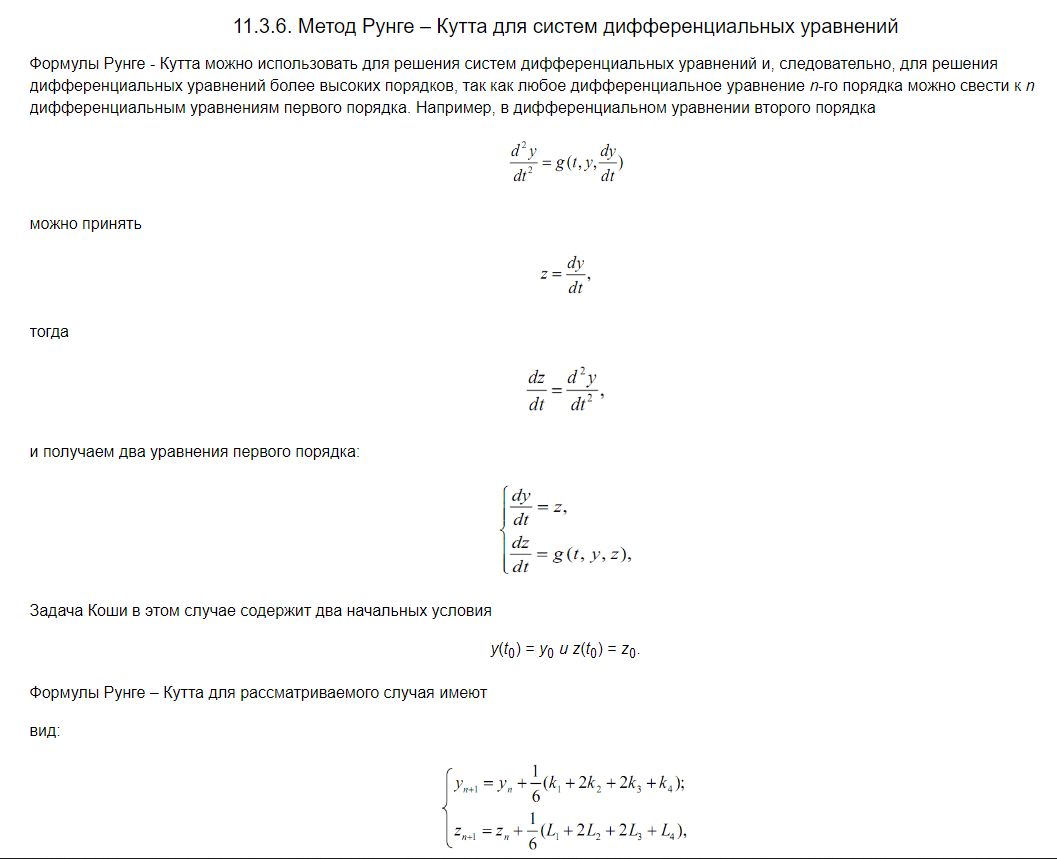 11.3.6. Метод Рунге – Кутта для систем дифференциальных уравнений
Формулы Рунге - Кутта можно использовать для решения систем дифференциальных уравнений и, следовательно, для решения
дифференциальных уравнений более высоких порядков, так как любое дифференциальное уравнение n-го порядка можно свести к n
дифференциальным уравнениям первого порядка. Например, в дифференциальном уравнении второго порядка
d²y/dt² = g(t, y, dy/dt)
можно принять
z = dy/dt,
тогда
dz/dt = d²y/dt²,
и получаем два уравнения первого порядка:
dy/dt = z,
dz/dt = g(t, y, z),
Задача Коши в этом случае содержит два начальных условия
y(t₀) = y₀ и z(t₀) = z₀.
Формулы Рунге – Кутта для рассматриваемого случая имеют
вид:
yₙ₊₁ = yₙ + 1/6(k₁ + 2k₂ + 2k₃ + k₄);
zₙ₊₁ = zₙ + 1/6(L₁ + 2L₂ + 2L₃ + L₄),